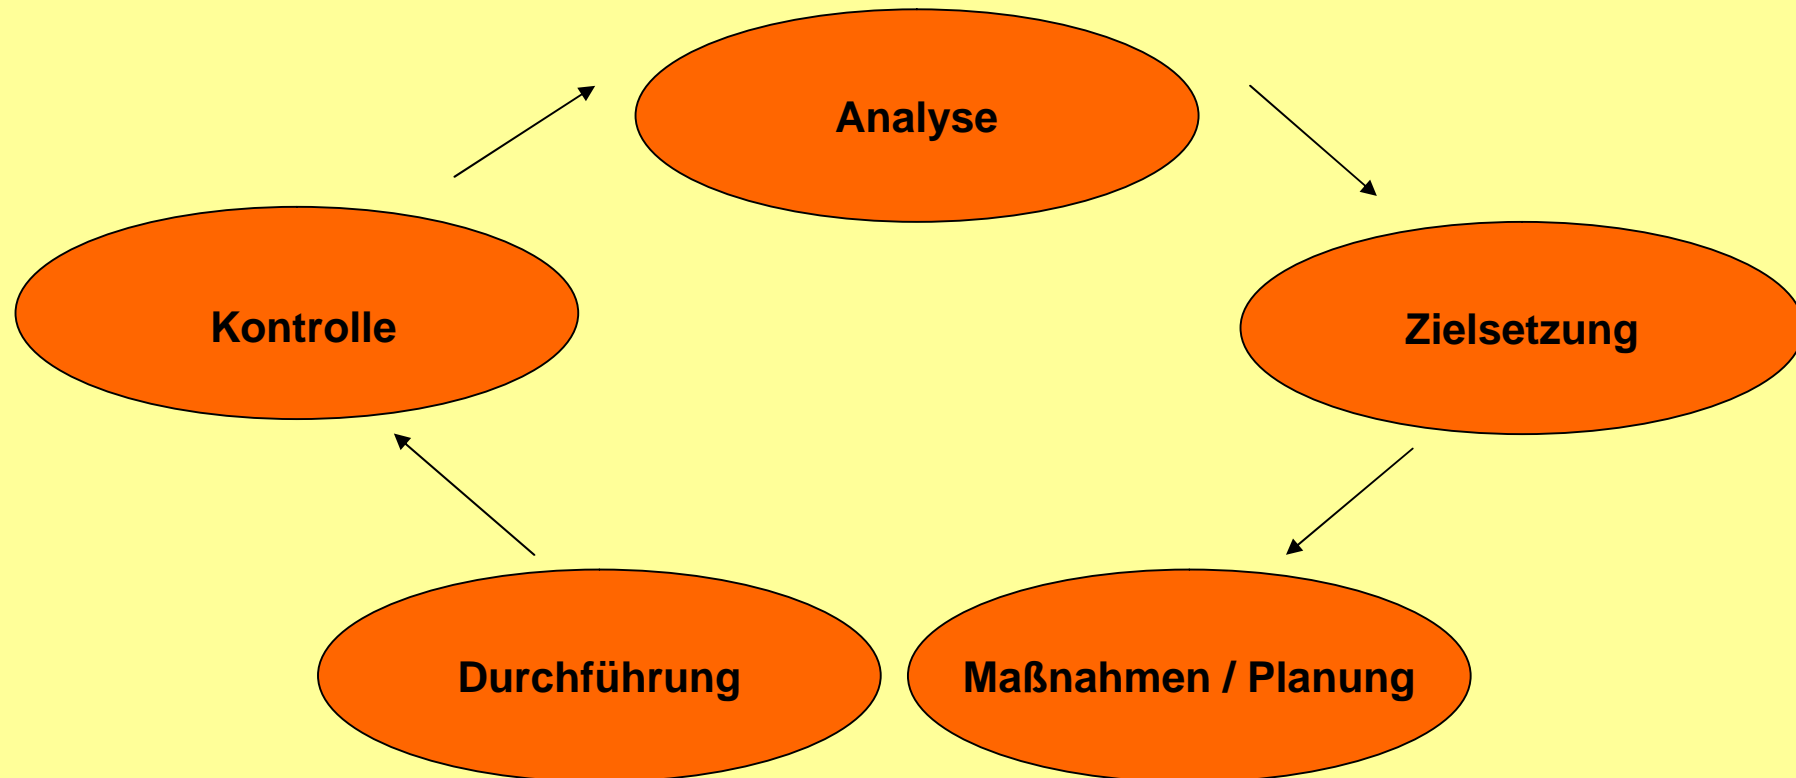 Analyse
Kontrolle
Zielsetzung
Durchführung
Maßnahmen / Planung